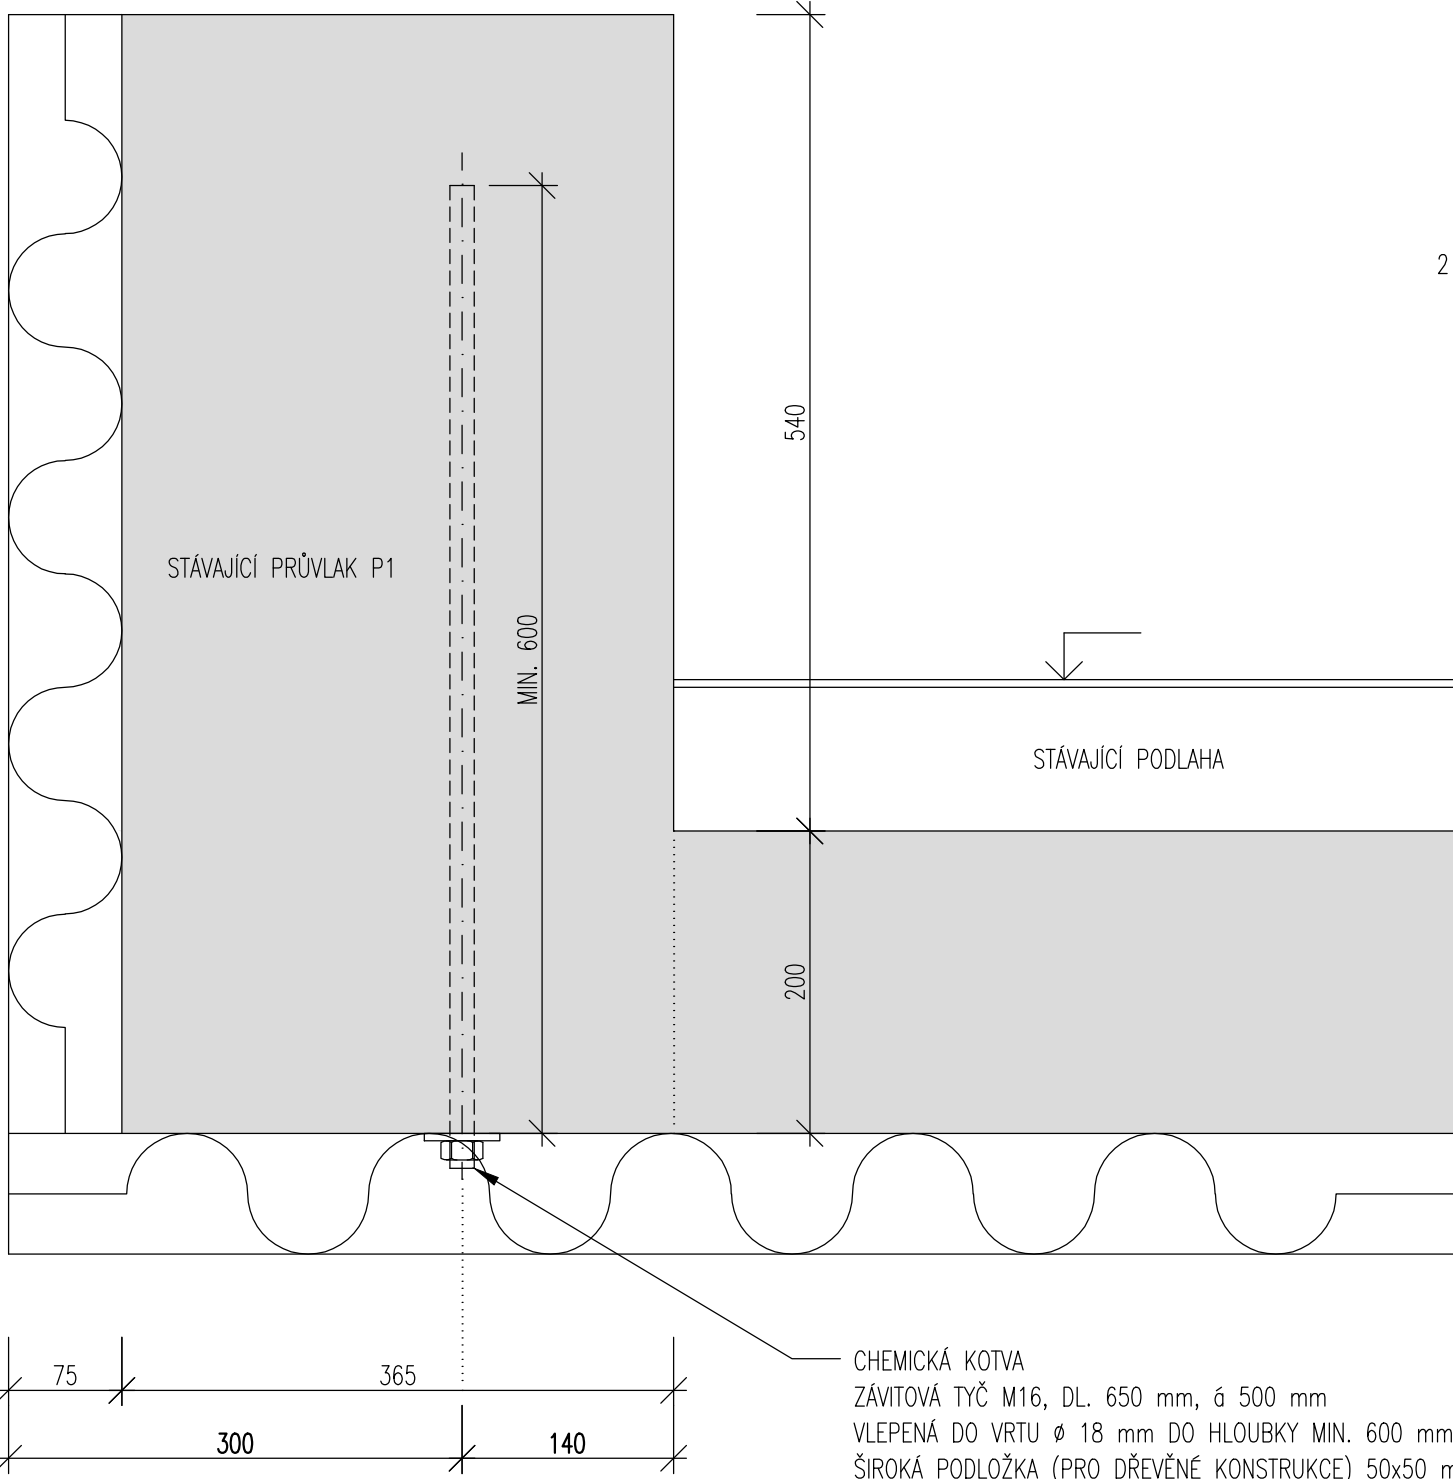 2
540
STÁVAJÍCÍ PRŮVLAK P1
MIN. 600
STÁVAJÍCÍ PODLAHA
200
CHEMICKÁ KOTVA
ZÁVITOVÁ TYČ M16, DL. 650 mm, á 500 mm
VLEPENÁ DO VRTU ø 18 mm DO HLOUBKY MIN. 600 mm
ŠIROKÁ PODLOŽKA (PRO DŘEVĚNÉ KONSTRUKCE) 50x50
75
365
300
140